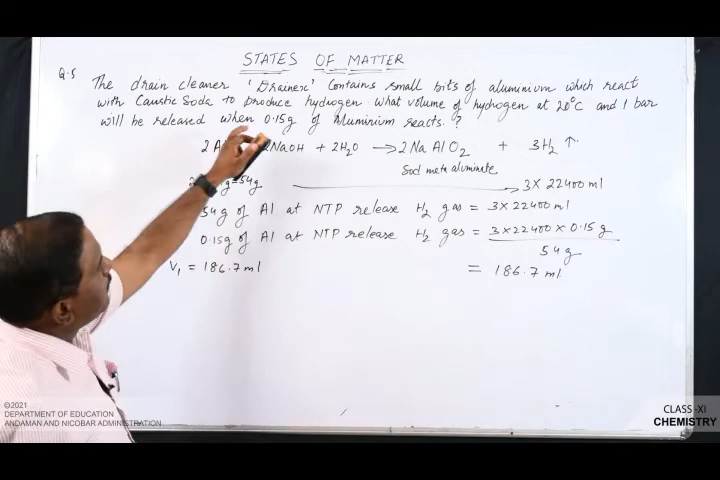 STATES OF MATTER
Q.5 The drain cleaner 'Drainex' Contains small bits of aluminium which react
with Caustic Soda to produce hydrogen what volume of hydrogen at 20°C and 1 bar
will be released when 0.15g of Aluminium reacts. ?
2A 2NaOH + 2H2O → 2NaAlO2 + 3H2 ↑
Sod meta aluminate
2 g = 54g → 3 x 22400 ml
54g of Al at NTP release H2 gas = 3 x 22400 ml
0.15g of Al at NTP release H2 gas = 3 x 22400 x 0.15 g
54g
V1 = 186.7 ml = 186.7 ml
©2021
DEPARTMENT OF EDUCATION
ANDAMAN AND NICOBAR ADMINISTRATION
CLASS -XI
CHEMISTRY